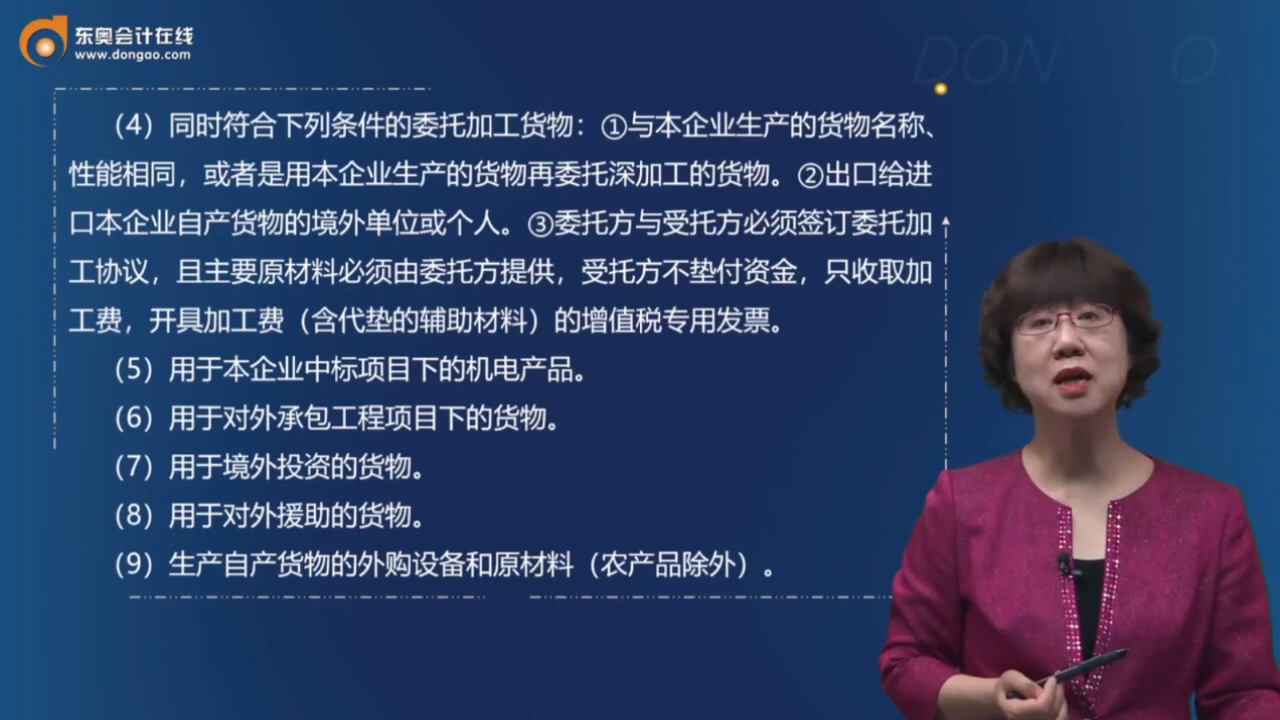 东奥会计在线
www.dongao.com
DON O
（4）同时符合下列条件的委托加工货物：①与本企业生产的货物名称、
性能相同，或者是用本企业生产的货物再委托深加工的货物。②出口给进
口本企业自产货物的境外单位或个人。③委托方与受托方必须签订委托加
工协议，且主要原材料必须由委托方提供，受托方不垫付资金，只收取加
工费，开具加工费（含代垫的辅助材料）的增值税专用发票。
（5）用于本企业中标项目下的机电产品。
（6）用于对外承包工程项目下的货物。
（7）用于境外投资的货物。
（8）用于对外援助的货物。
（9）生产自产货物的外购设备和原材料（农产品除外）。